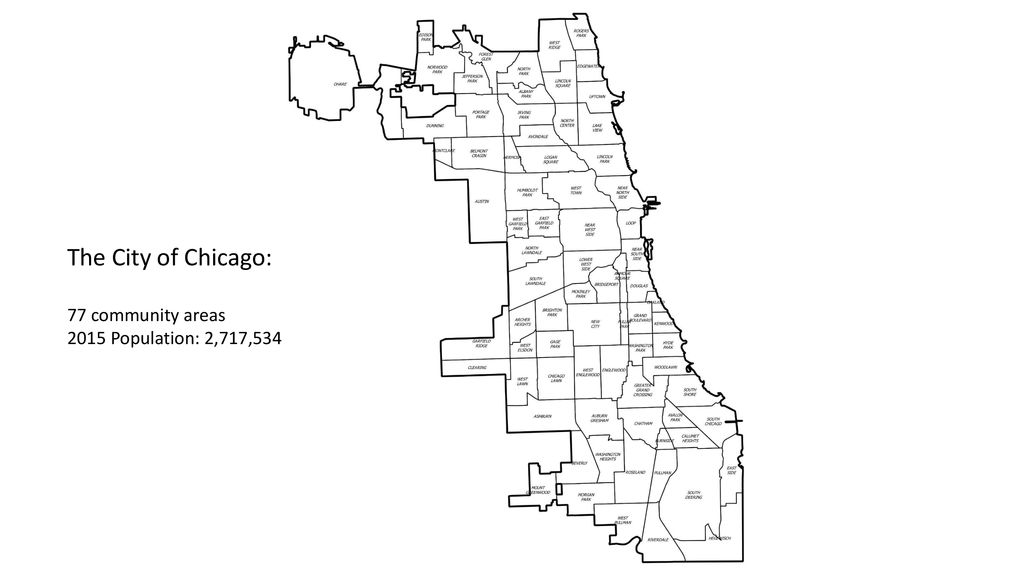 The City of Chicago:
77 community areas
2015 Population: 2,717,534
EDISON
PARK
ROGERS
PARK
WEST
RIDGE
FOREST
GLEN
NORWOOD
PARK
JEFFERSON
PARK
NORTH
PARK
EDGEWATER
OHARE
LINCOLN
SQUARE
ALBANY
PARK
UPTOWN
PORTAGE
PARK
IRVING
PARK
DUNNING
NORTH
CENTER
LAKE
VIEW
AVONDALE
MONTCLARE
BELMONT
CRAGIN
HERMOSA
LOGAN
SQUARE
LINCOLN
PARK
AUSTIN
HUMBOLDT
PARK
WEST
TOWN
NEAR
NORTH
SIDE
WEST
GARFIELD
PARK
EAST
GARFIELD
PARK
NEAR
WEST
SIDE
LOOP
NORTH
LAWNDALE
NEAR
SOUTH
SIDE
LOWER
WEST
SIDE
SOUTH
LAWNDALE
ARMOUR
SQUARE
BRIDGEPORT
DOUGLAS
MCKINLEY
PARK
OAKLAND
BRIGHTON
PARK
ARCHER
HEIGHTS
NEW
CITY
FULLER
PARK
GRAND
BOULEVARD
KENWOOD
GARFIELD
RIDGE
WEST
ELSDON
GAGE
PARK
WASHINGTON
PARK
HYDE
PARK
CLEARING
WEST
LAWN
CHICAGO
LAWN
WEST
ENGLEWOOD
ENGLEWOOD
WOODLAWN
GREATER
GRAND
CROSSING
SOUTH
SHORE
ASHBURN
AUBURN
GRESHAM
CHATHAM
AVALON
PARK
SOUTH
CHICAGO
BURNSIDE
CALUMET
HEIGHTS
BEVERLY
WASHINGTON
HEIGHTS
ROSELAND
PULLMAN
EAST
SIDE
MOUNT
GREENWOOD
MORGAN
PARK
SOUTH
DEERING
WEST
PULLMAN
RIVERDALE
HEGEWISCH